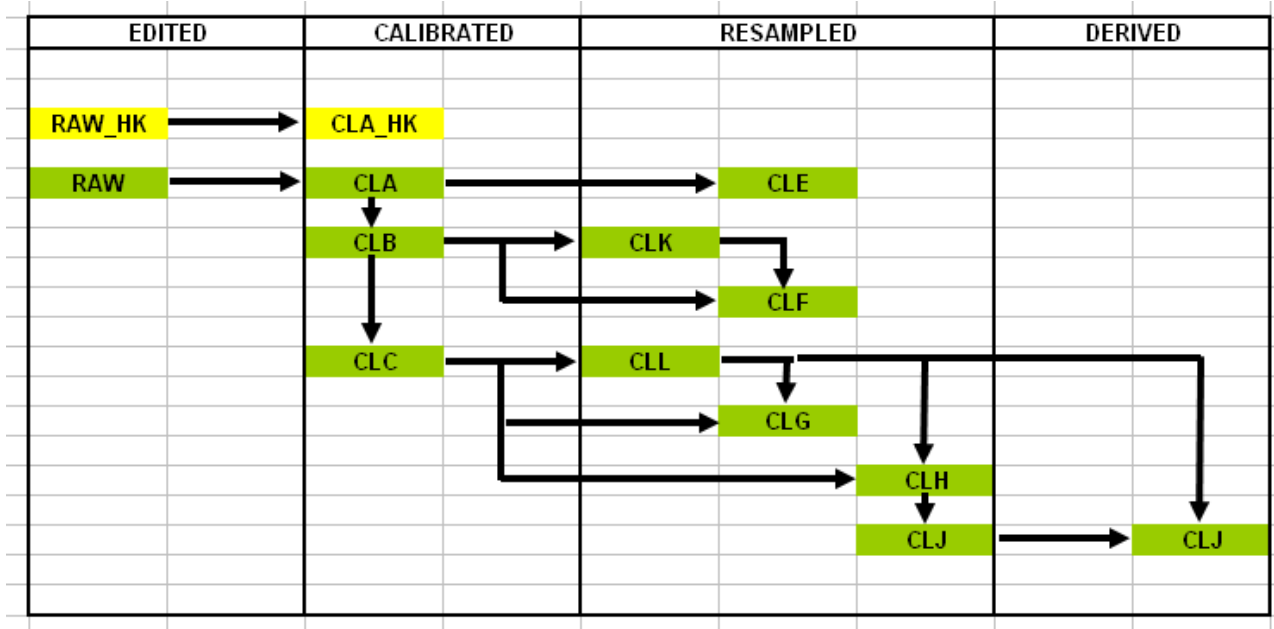 EDITED CALIBRATED RESAMPLED DERIVED
RAW_HK CLA_HK
RAW CLA CLE
CLB CLK
CLF
CLC CLL
CLG
CLH
CLJ CLJ